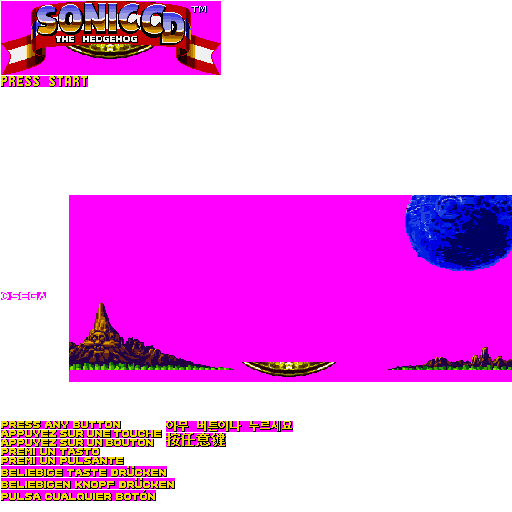 SONIC CD
TM
THE HEDGEHOG
PRESS START
©SEGA
PRESS ANY BUTTON
APPUYEZ SUR UNE TOUCHE
APPUYEZ SUR UN BOUTON
PREMI UN TASTO
PREMI UN PULSANTE
BELIEBIGE TASTE DRÜCKEN
BELIEBIGEN KNOPF DRÜCKEN
PULSA CUALQUIER BOTÓN
아무 버튼이나 누르세요
按任意鍵